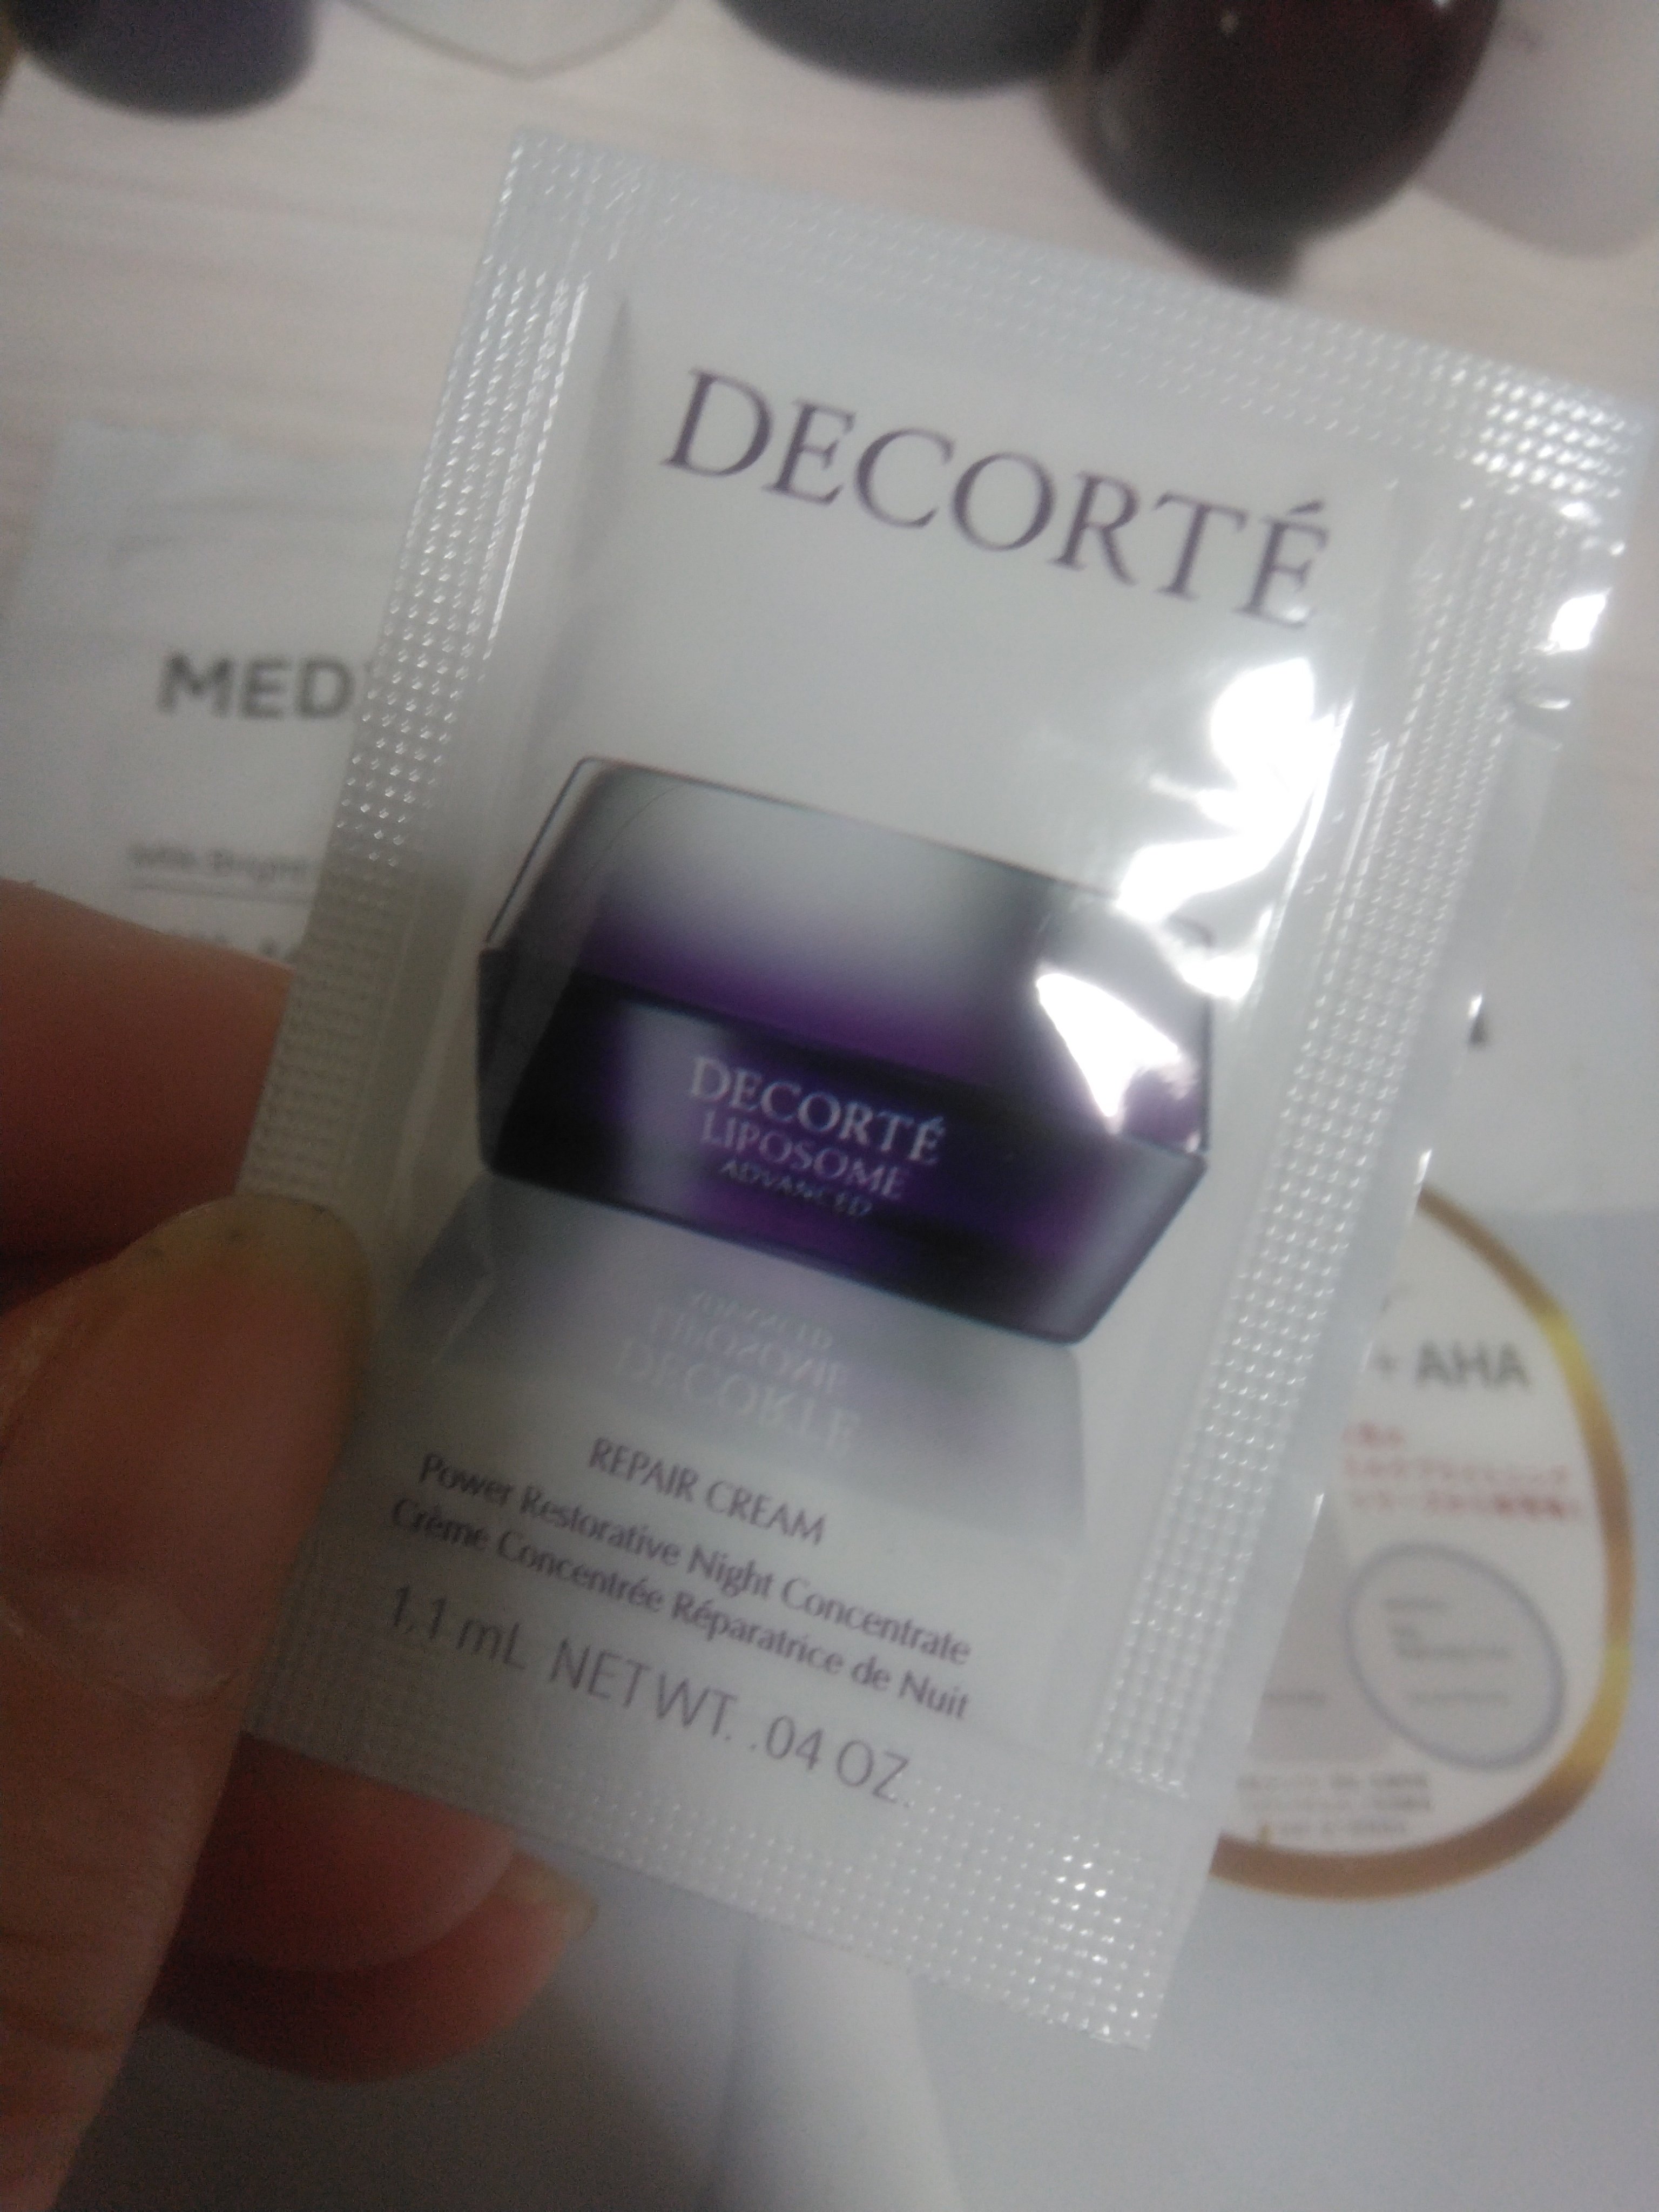 DECORTÉ
MED
DECORTÉ
LIPOSOME
ADVANCED
+ AHA
REPAIR CREAM
Power Restorative Night Concentrate
Crème Concentrée Réparatrice de Nuit
1.1 mL NET WT. .04 OZ.